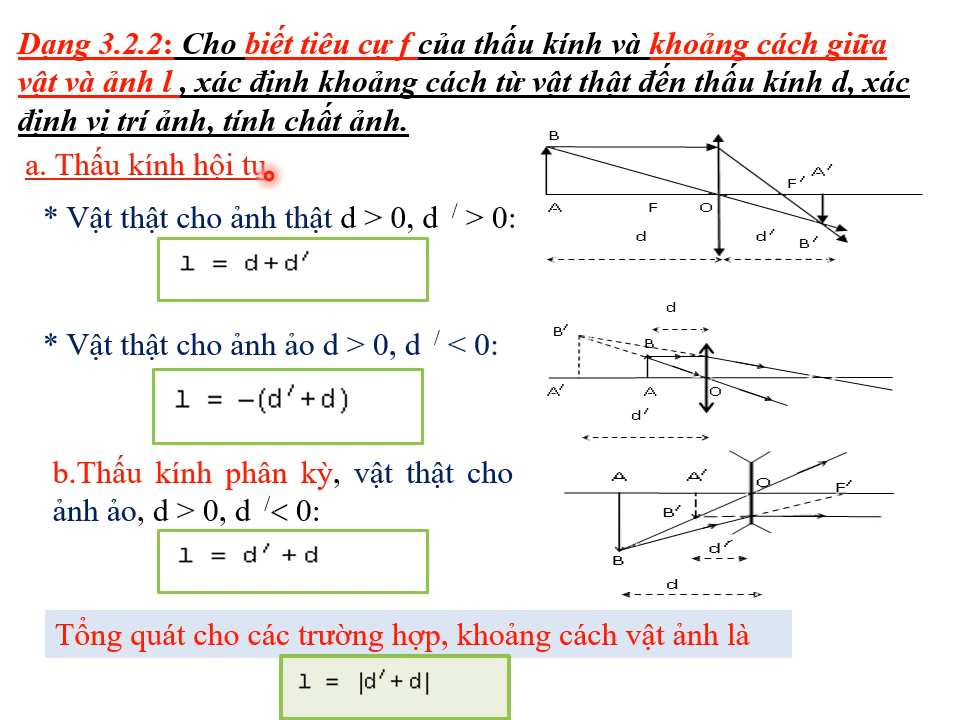 Dạng 3.2.2: Cho biết tiêu cự f của thấu kính và khoảng cách giữa
vật và ảnh l , xác định khoảng cách từ vật thật đến thấu kính d, xác
định vị trí ảnh, tính chất ảnh.
a. Thấu kính hội tụ
* Vật thật cho ảnh thật d > 0, d / > 0:
l = d+d′
B
A
F
O
F′
A′
B′
d
d′
* Vật thật cho ảnh ảo d > 0, d / < 0:
l = −(d′+d)
d
B′
B
A′
A
O
d′
b.Thấu kính phân kỳ, vật thật cho
ảnh ảo, d > 0, d /< 0:
l = d′ + d
A
A′
O
F′
B′
B
d′
d
Tổng quát cho các trường hợp, khoảng cách vật ảnh là
l = |d′+ d|